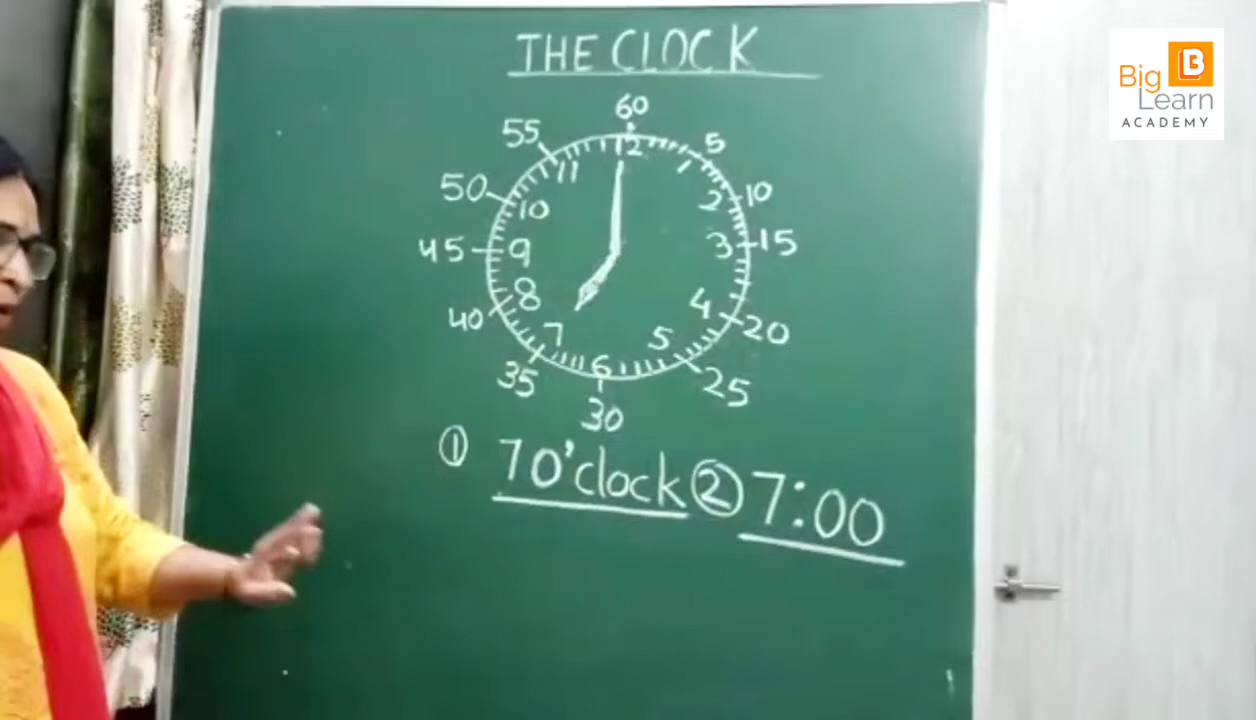 THE CLOCK
60
55 12 5
11 1
50 10 2 10
45 9 3 15
40 8 4 20
7 5
35 6 25
30
① 7 O'clock ② 7:00
Big B
Learn
ACADEMY